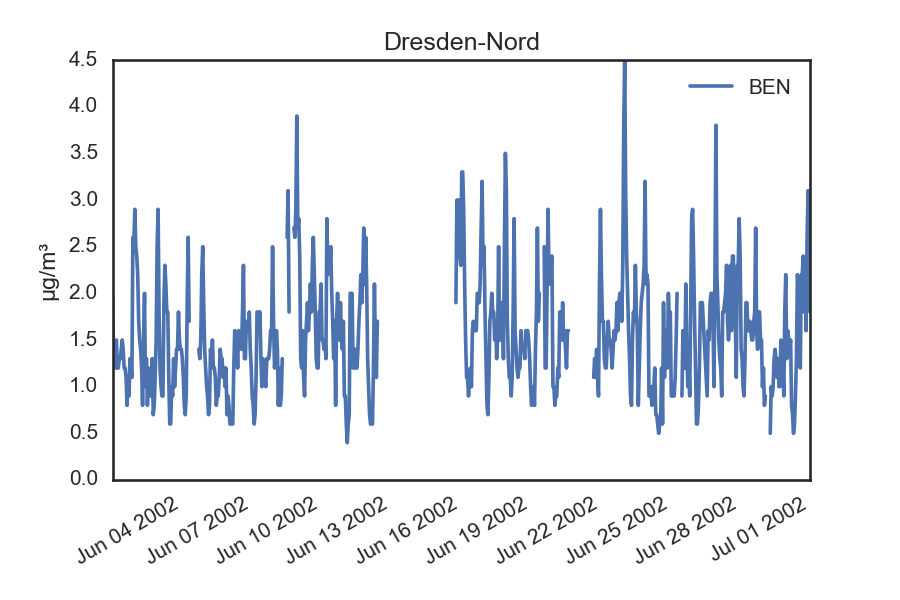 Dresden-Nord
BEN
µg/m³
4.5
4.0
3.5
3.0
2.5
2.0
1.5
1.0
0.5
0.0
Jun 04 2002
Jun 07 2002
Jun 10 2002
Jun 13 2002
Jun 16 2002
Jun 19 2002
Jun 22 2002
Jun 25 2002
Jun 28 2002
Jul 01 2002